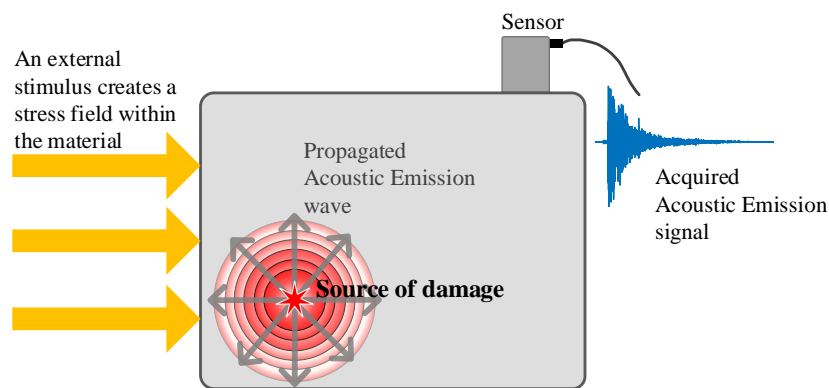 Sensor
An external
stimulus creates a
stress field within
the material
Propagated
Acoustic Emission
wave
Acquired
Acoustic Emission
signal
Source of damage